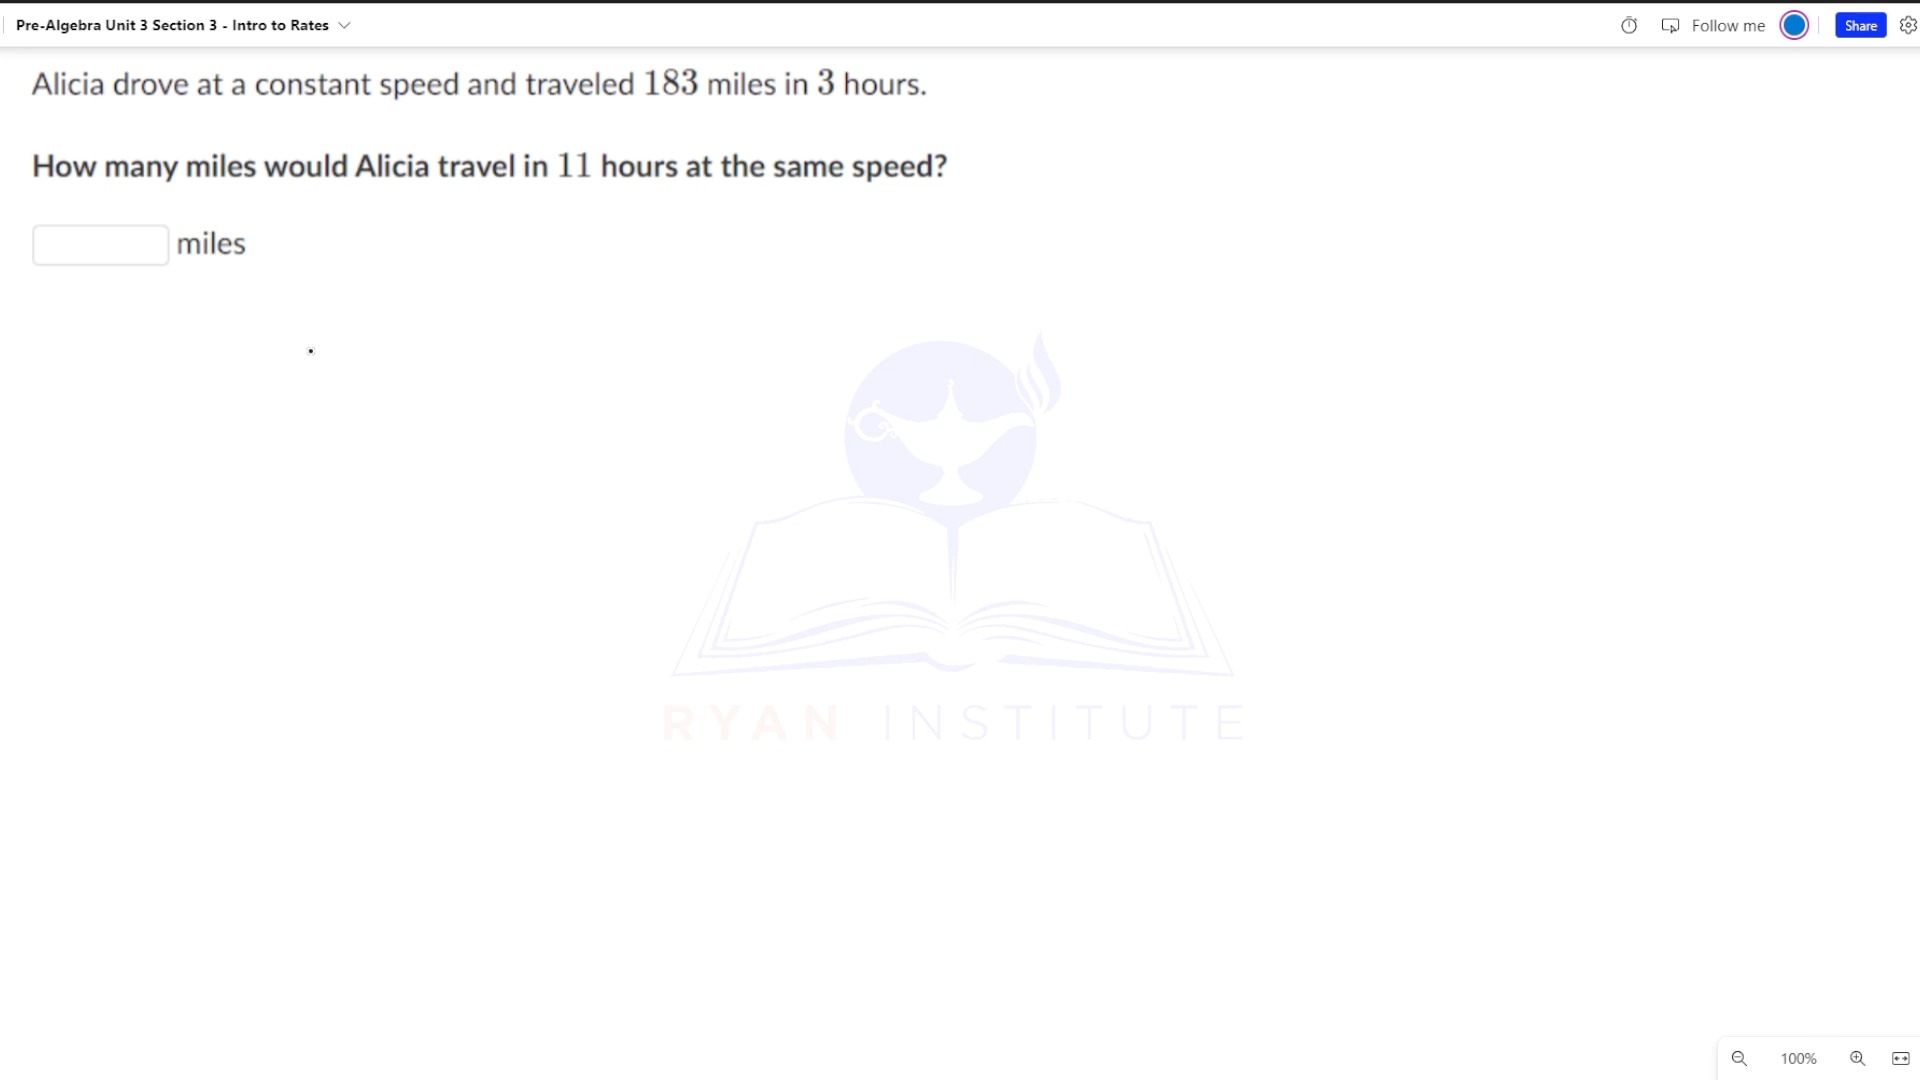 Pre-Algebra Unit 3 Section 3 - Intro to Rates
Follow me
Share
Alicia drove at a constant speed and traveled 183 miles in 3 hours.
How many miles would Alicia travel in 11 hours at the same speed?
miles
RYAN INSTITUTE
100%